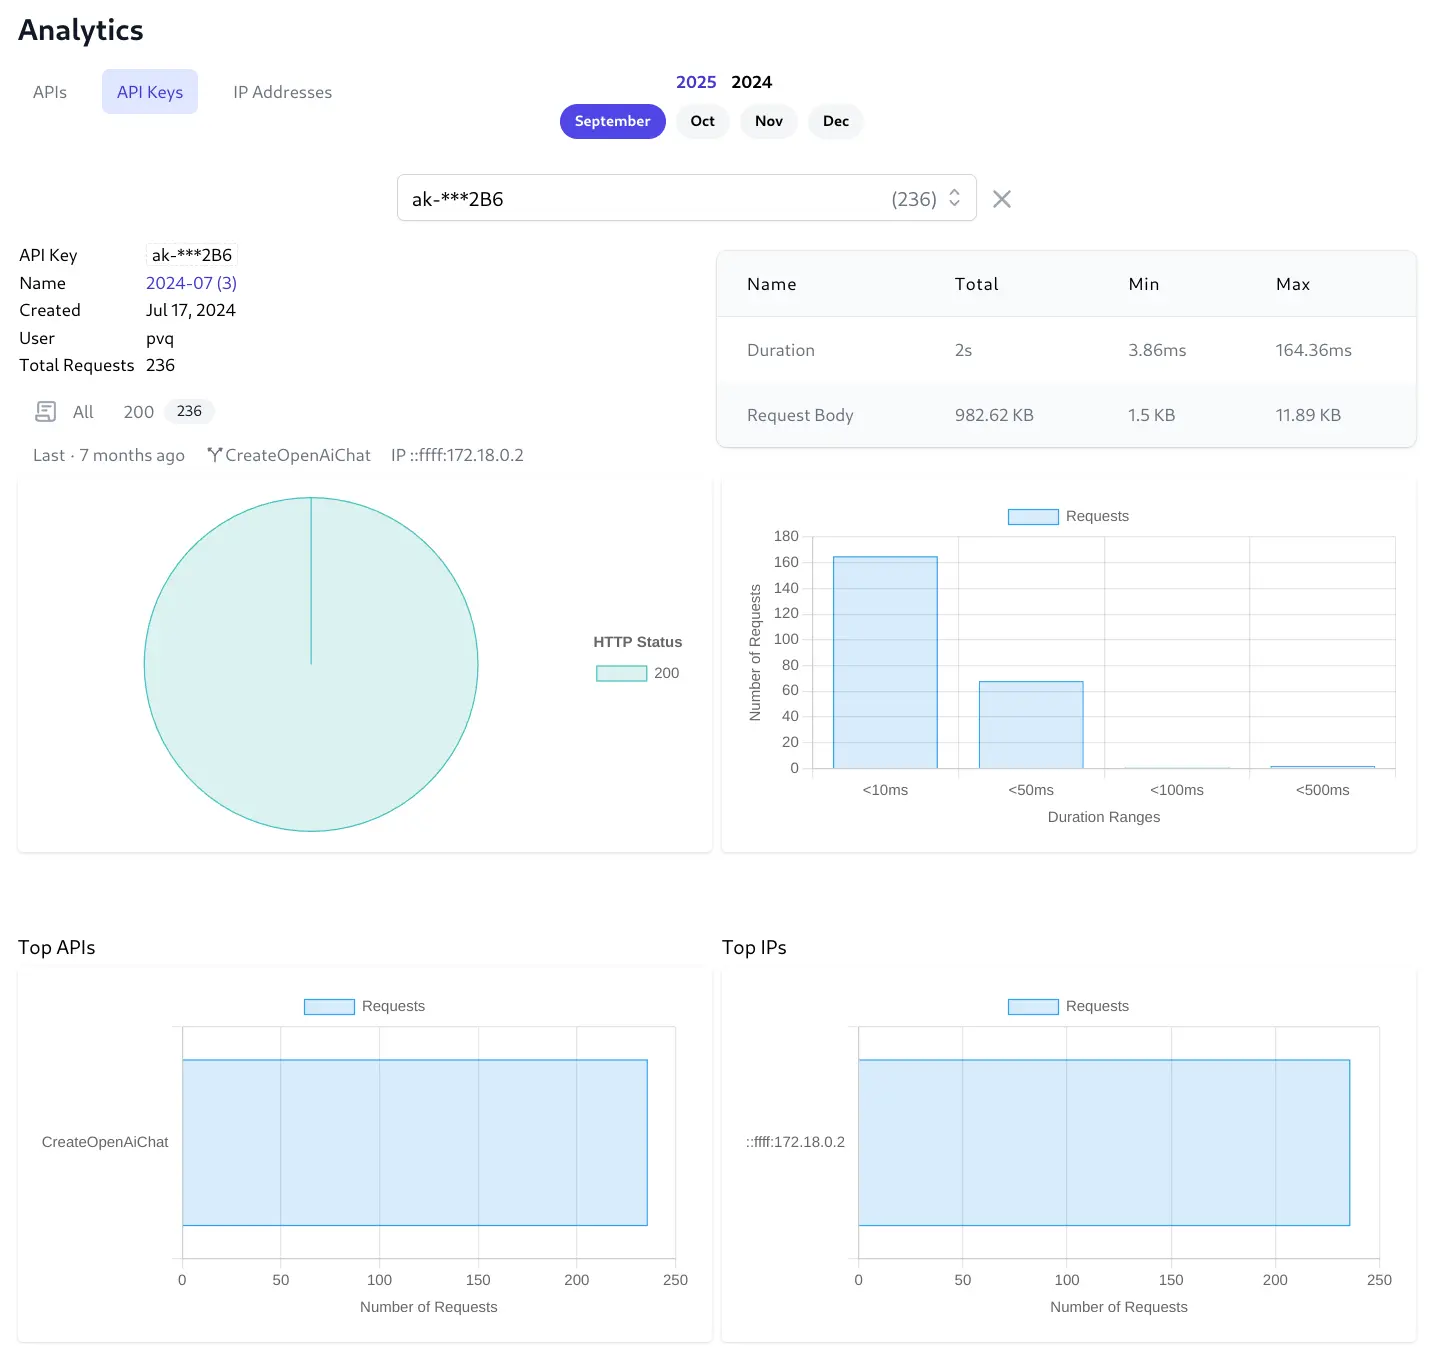 Analytics
APIs API Keys IP Addresses
2025 2024
September Oct Nov Dec
ak-***2B6 (236)
API Key ak-***2B6
Name 2024-07 (3)
Created Jul 17, 2024
User pvq
Total Requests 236
All 200 236
Last · 7 months ago CreateOpenAiChat IP ::ffff:172.18.0.2
Name Total Min Max
Duration 2s 3.86ms 164.36ms
Request Body 982.62 KB 1.5 KB 11.89 KB
HTTP Status
200
Requests
Number of Requests
180
160
140
120
100
80
60
40
20
0
<10ms <50ms <100ms <500ms
Duration Ranges
Top APIs
Requests
CreateOpenAiChat
0 50 100 150 200 250
Number of Requests
Top IPs
Requests
::ffff:172.18.0.2
0 50 100 150 200 250
Number of Requests